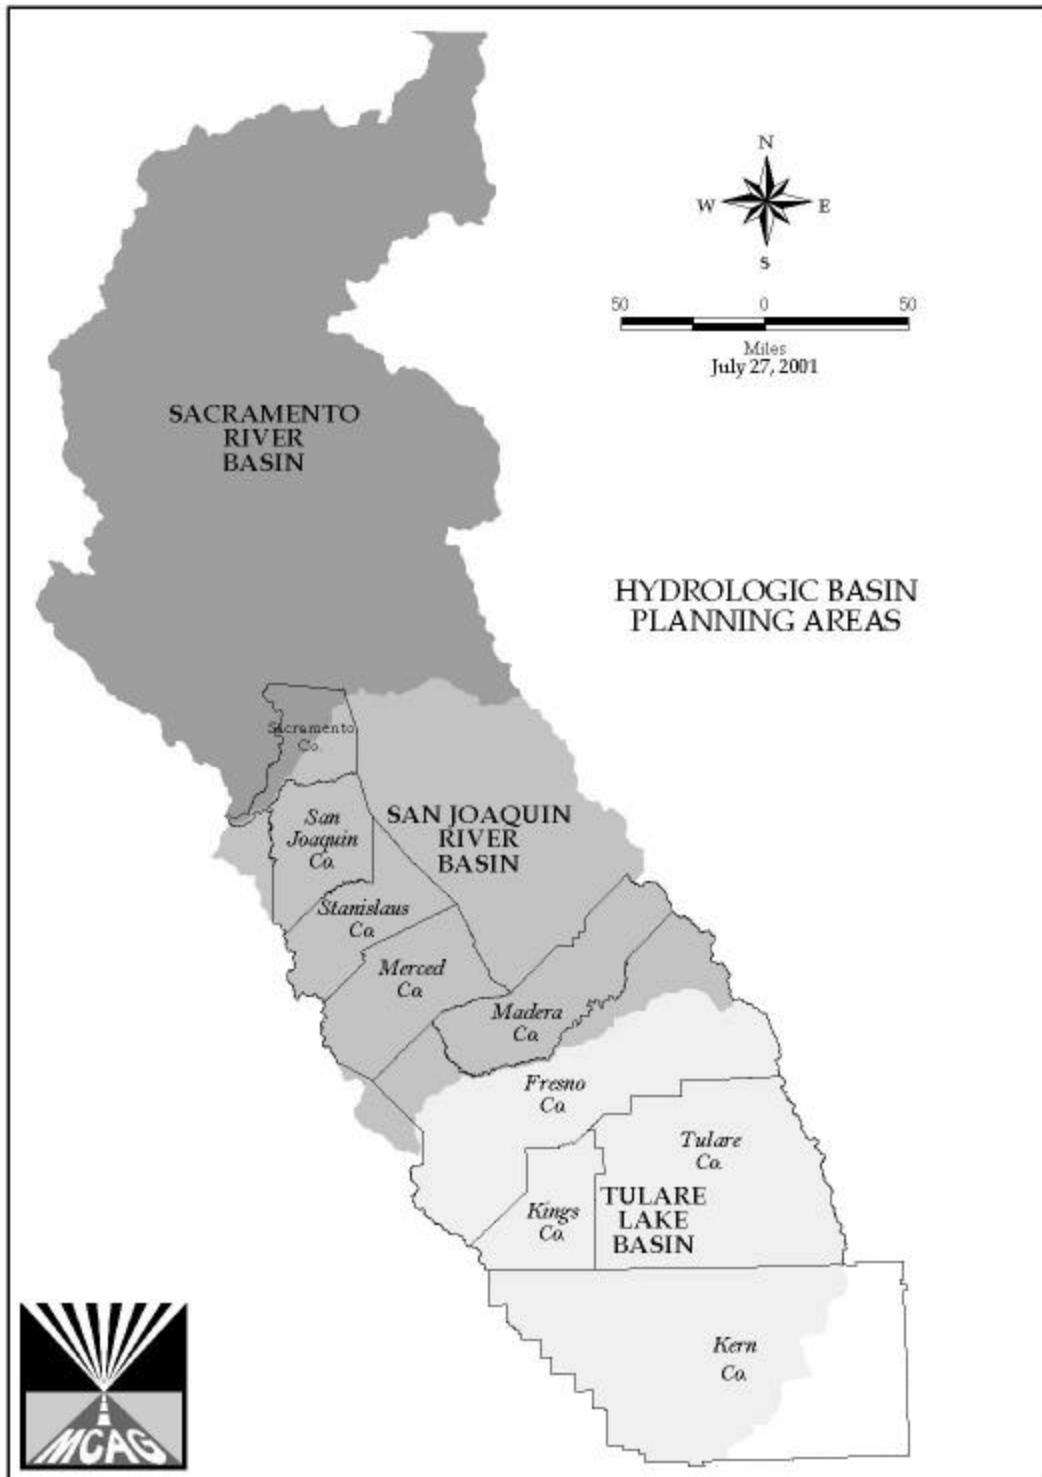 N
W E
S
50 0 50
Miles
July 27, 2001
SACRAMENTO
RIVER
BASIN
HYDROLOGIC BASIN
PLANNING AREAS
Sacramento
Co.
San
Joaquin
Co.
SAN JOAQUIN
RIVER
BASIN
Stanislaus
Co.
Merced
Co.
Madera
Co.
Fresno
Co.
Tulare
Co.
Kings
Co.
TULARE
LAKE
BASIN
Kern
Co.
MCAG